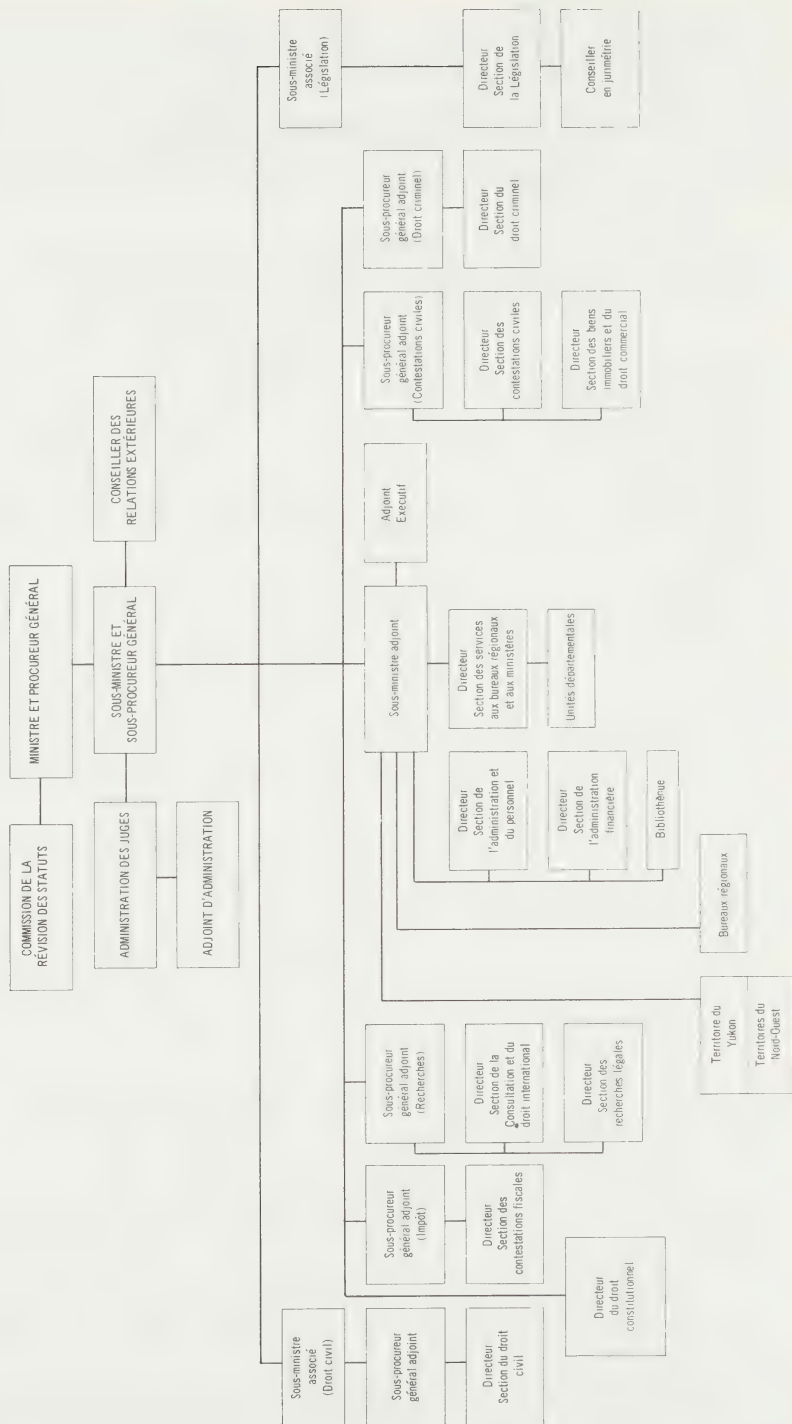 COMMISSION DE LA
RÉVISION DES STATUTS
MINISTRE ET PROCUREUR GÉNÉRAL
ADMINISTRATION DES JUGES
SOUS-MINISTRE ET
SOUS-PROCUREUR GÉNÉRAL
CONSEILLER DES
RELATIONS EXTÉRIEURES
ADJOINT D'ADMINISTRATION
Sous-ministre
associé
(Droit civil)
Sous-ministre
associé
(Législation)
Sous-procureur
général adjoint
Sous-procureur
général adjoint
(Impôt)
Sous-procureur
général adjoint
(Recherches)
Sous-ministre adjoint
Adjoint
Executif
Sous-procureur
général adjoint
(Contestations civiles)
Sous-procureur
général adjoint
(Droit criminel)
Directeur
Section du droit
civil
Directeur
Section des
contestations fiscales
Directeur
Section de la
Consultation et du
droit international
Directeur
Section de
l'administration et
du personnel
Directeur
Section des services
aux bureaux régionaux
et aux ministères
Directeur
Section des
contestations civiles
Directeur
Section du
droit criminel
Directeur
Section de
la Législation
Directeur
du droit
constitutionnel
Directeur
Section des
recherches légales
Directeur
Section de
l'administration
financière
Unités départementales
Directeur
Section des biens
immobiliers et du
droit commercial
Conseiller
en jurimétrie
Bibliothèque
Territoire du
Yukon
Territoires du
Nord-Ouest
Bureaux régionaux